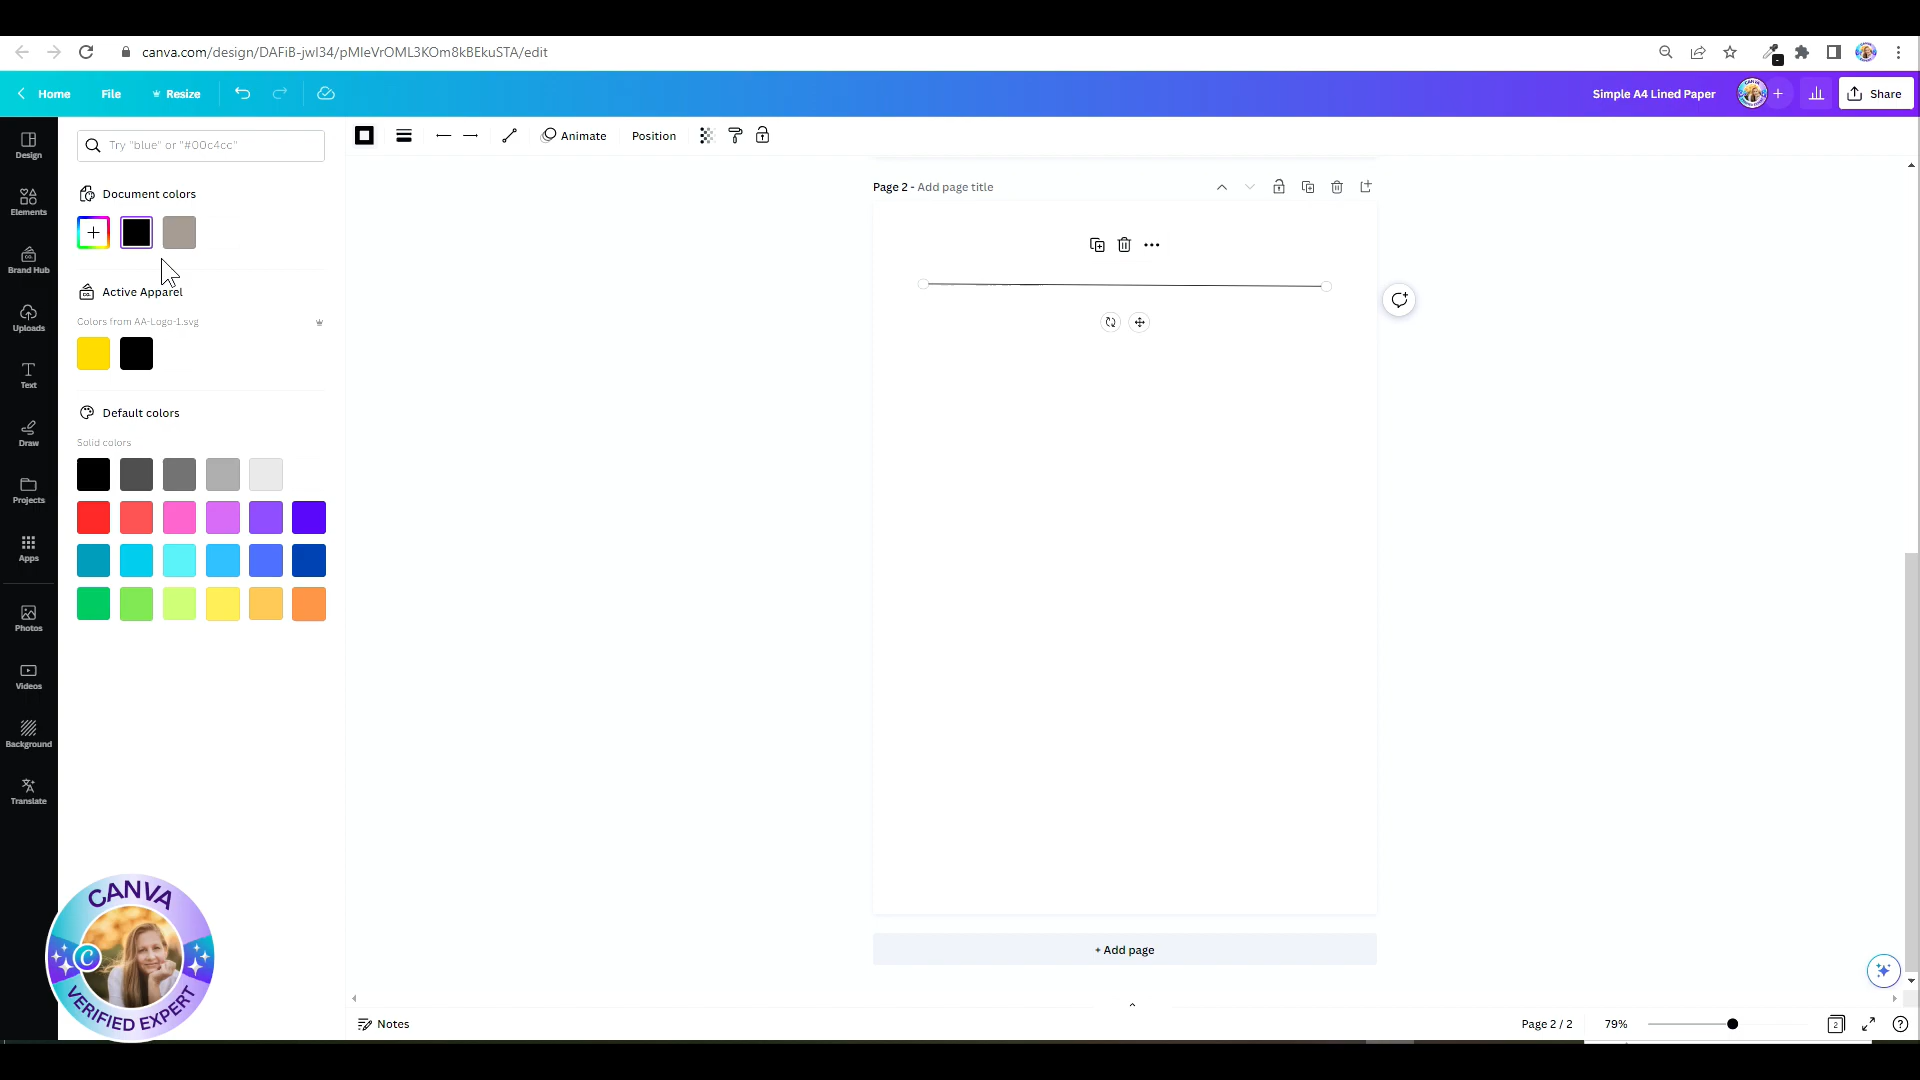 canva.com/design/DAFiB-jwI34/pMIeVrOML3KOm8kBEkuSTA/edit
Home
File
Resize
Simple A4 Lined Paper
Share
Design
Elements
Brand Hub
Uploads
Text
Draw
Projects
Apps
Photos
Videos
Background
Translate
Try "blue" or "#00c4cc"
Document colors
Active Apparel
Colors from AA-Logo-1.svg
Default colors
Solid colors
Animate
Position
Page 2 - Add page title
+ Add page
CANVA
VERIFIED EXPERT
Notes
Page 2 / 2
79%
2